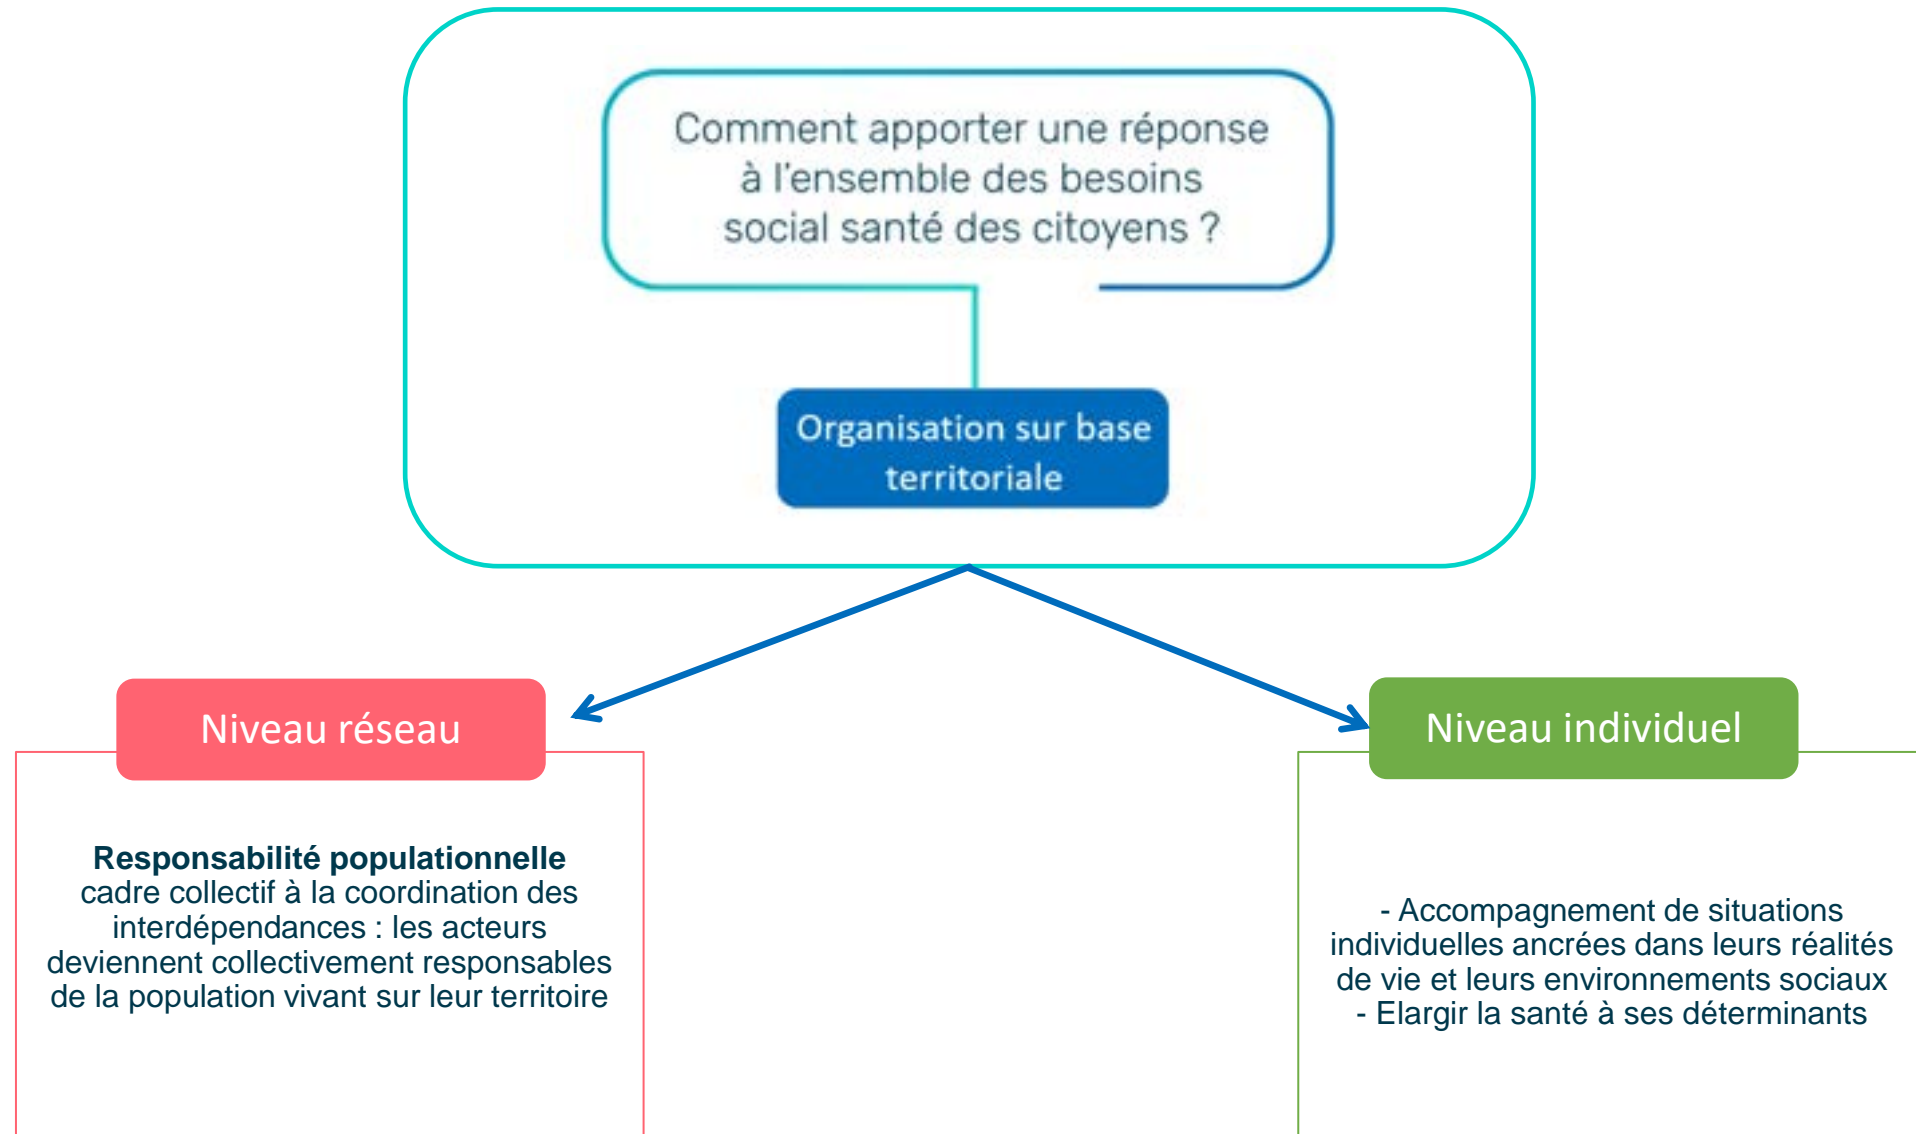 Comment apporter une réponse
à l'ensemble des besoins
social santé des citoyens ?
Organisation sur base
territoriale
Niveau réseau
Responsabilité populationnelle
cadre collectif à la coordination des
interdépendances : les acteurs
deviennent collectivement responsables
de la population vivant sur leur territoire
Niveau individuel
- Accompagnement de situations
individuelles ancrées dans leurs réalités
de vie et leurs environnements sociaux
- Elargir la santé à ses déterminants